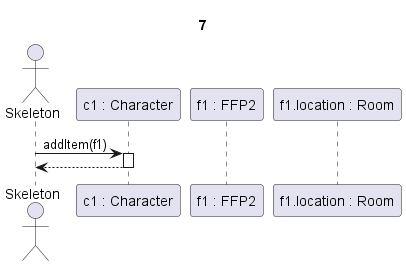 7
Skeleton
c1 : Character
f1 : FFP2
f1.location : Room
addItem(f1)
Skeleton
c1 : Character
f1 : FFP2
f1.location : Room